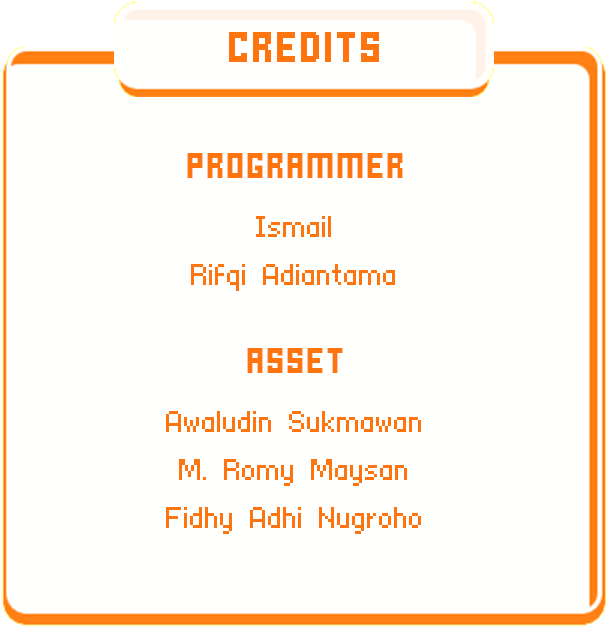 CREDITS
PROGRAMMER
Ismail
Rifqi Adiantama
ASSET
Awaludin Sukmawan
M. Romy Maysan
Fidhy Adhi Nugroho